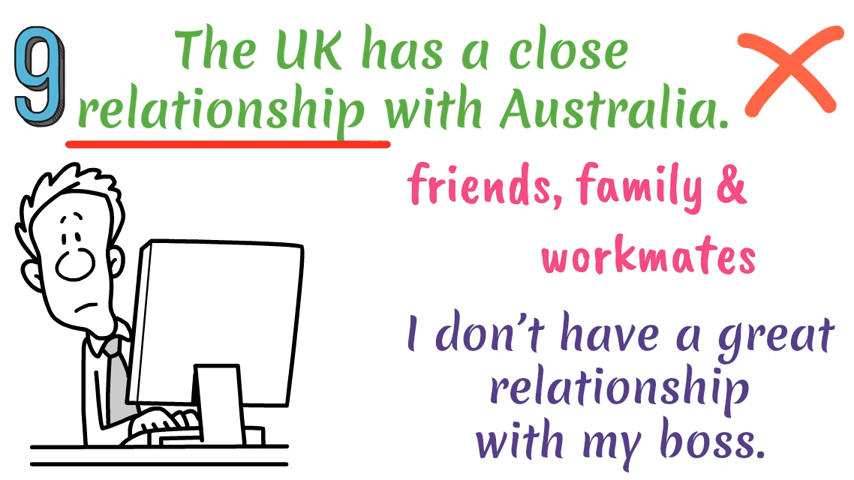 9
The UK has a close
relationship with Australia.
friends, family &
workmates
I don't have a great
relationship
with my boss.